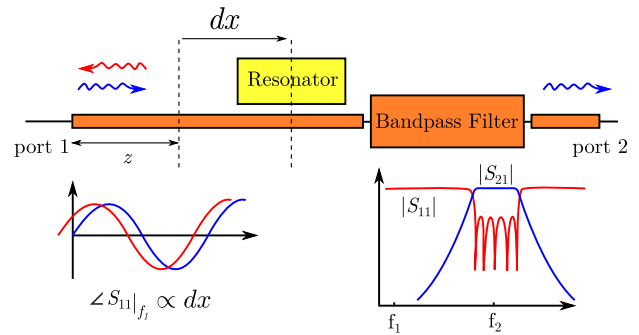 dx
Resonator
Bandpass Filter
port 1
port 2
z
|S₂₁|
|S₁₁|
∠S₁₁|f₁ ∝ dx
f₁
f₂